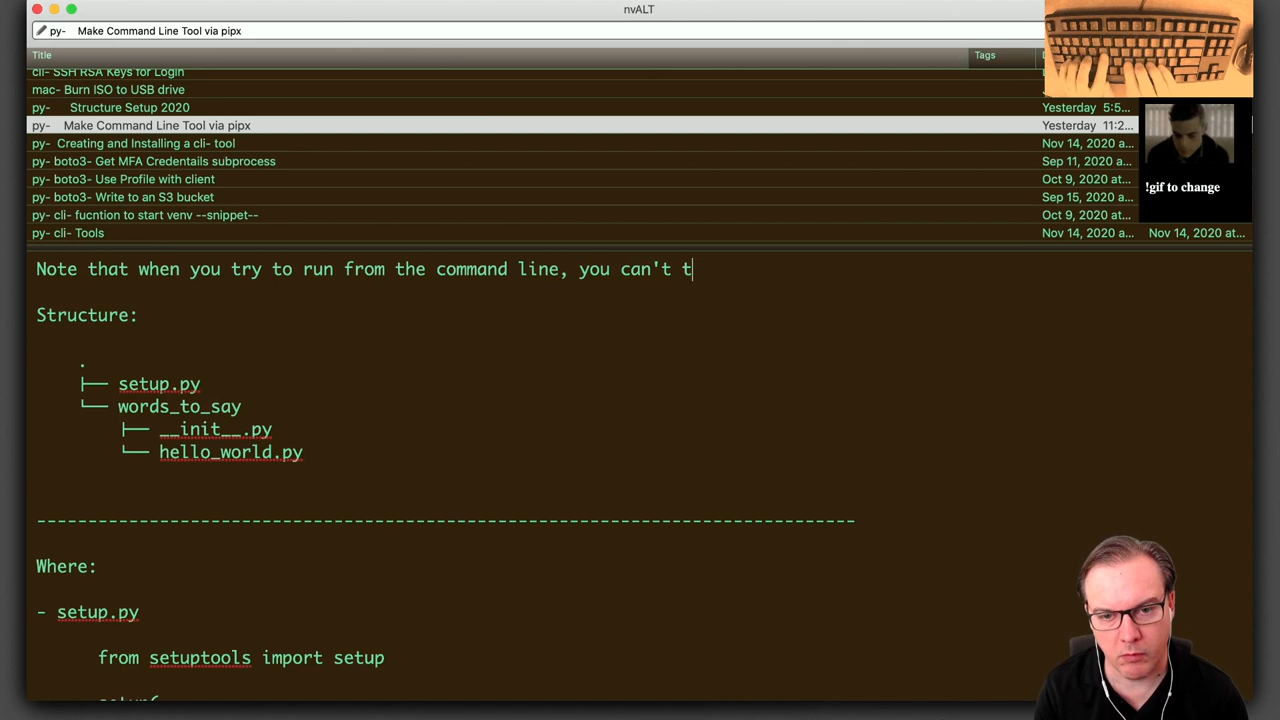 nvALT
py-   Make Command Line Tool via pipx
Title Tags
cli- SSH RSA Keys for Login
mac- Burn ISO to USB drive
py-   Structure Setup 2020 Yesterday 5:5...
py-   Make Command Line Tool via pipx Yesterday 11:2...
py-  Creating and Installing a cli- tool Nov 14, 2020 a...
py- boto3- Get MFA Credentails subprocess Sep 11, 2020 a...
!gif to change
py- boto3- Use Profile with client Oct 9, 2020 at...
py- boto3- Write to an S3 bucket Sep 15, 2020 a...
py- cli- fucntion to start venv --snippet-- Oct 9, 2020 at...
py- cli- Tools Nov 14, 2020 a... Nov 14, 2020 at...
Note that when you try to run from the command line, you can't t
Structure:
.
├── setup.py
└── words_to_say
├── __init__.py
└── hello_world.py
--------------------------------------------------------------------------------
Where:
- setup.py
from setuptools import setup